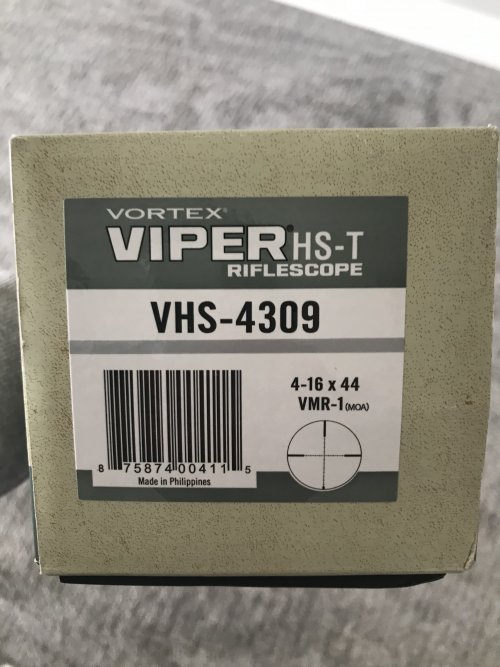 VORTEX®
VIPER® HS-T
RIFLESCOPE
VHS-4309
4-16 x 44
VMR-1 (MOA)
8 75874 00411 5
Made in Philippines